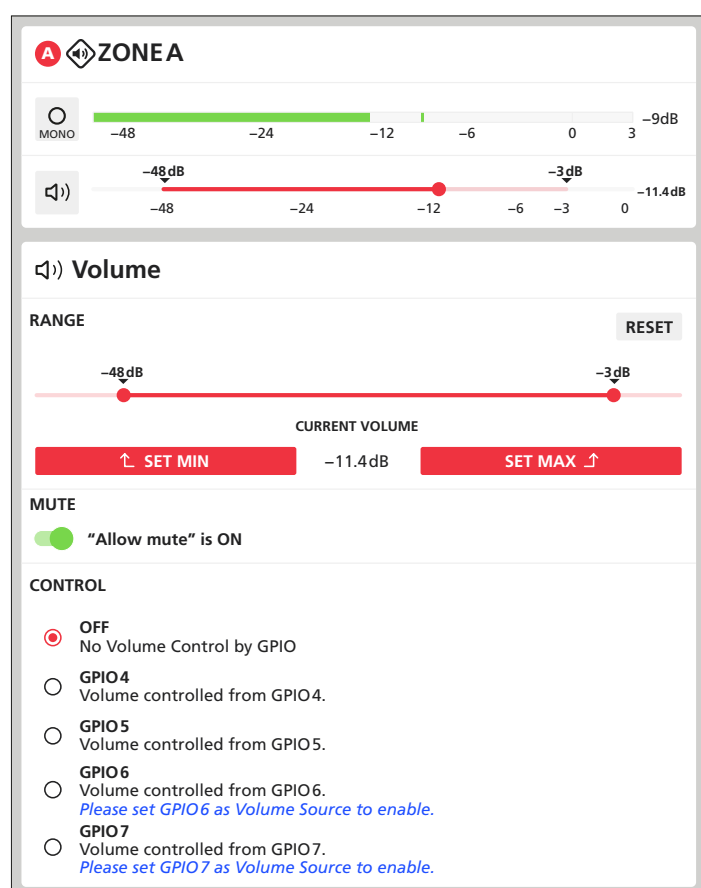 A ZONE A
MONO
−9dB
−48 −24 −12 −6 0 3
−48dB −3dB
−11.4dB
−48 −24 −12 −6 −3 0
Volume
RANGE
RESET
−48dB −3dB
CURRENT VOLUME
SET MIN −11.4dB SET MAX
MUTE
“Allow mute” is ON
CONTROL
OFF
No Volume Control by GPIO
GPIO4
Volume controlled from GPIO4.
GPIO5
Volume controlled from GPIO5.
GPIO6
Volume controlled from GPIO6.
Please set GPIO6 as Volume Source to enable.
GPIO7
Volume controlled from GPIO7.
Please set GPIO7 as Volume Source to enable.